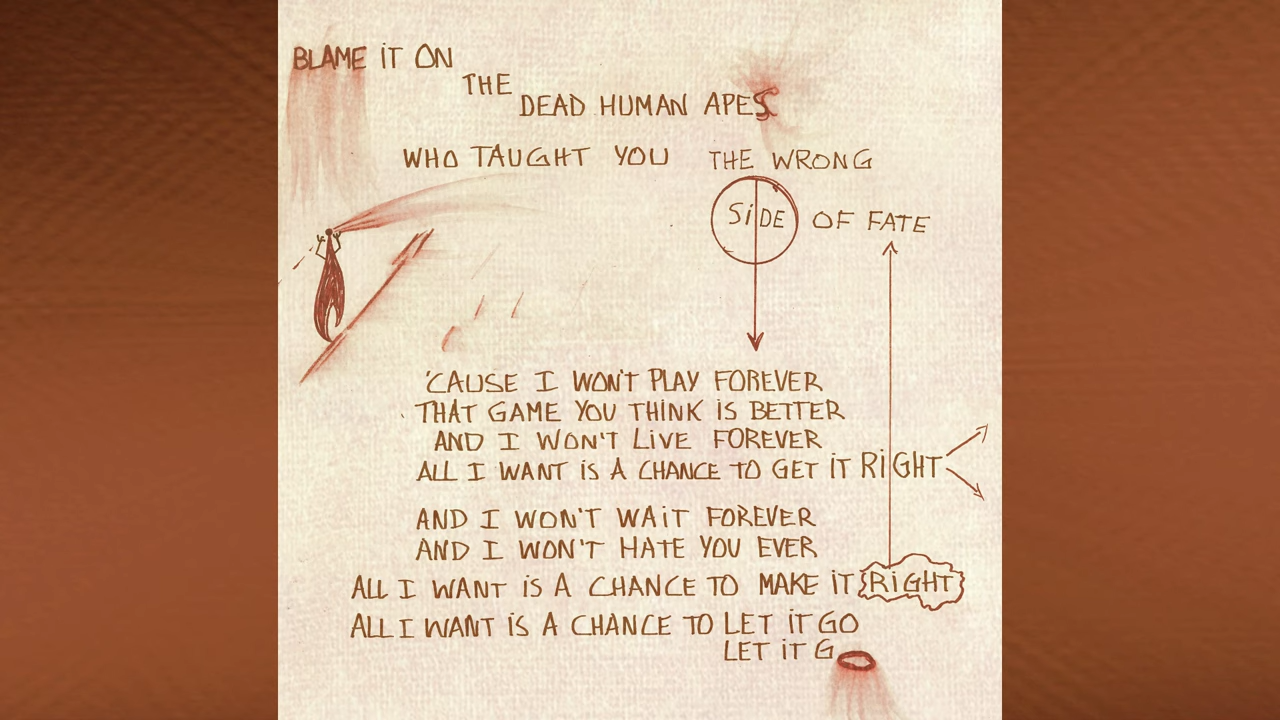 BLAME iT ON
THE
DEAD HUMAN APES
WHO TAUGHT YOU THE WRONG
SiDE OF FATE
'CAUSE I WON'T PLAY FOREVER
THAT GAME YOU THINK iS BETTER
AND I WON'T LiVE FOREVER
ALL I WANT iS A CHANCE TO GET iT RiGHT
AND I WON'T WAiT FOREVER
AND I WON'T HATE YOU EVER
ALL I WANT iS A CHANCE TO MAKE iT RiGHT
ALL I WANT iS A CHANCE TO LET iT GO
LET iT GO